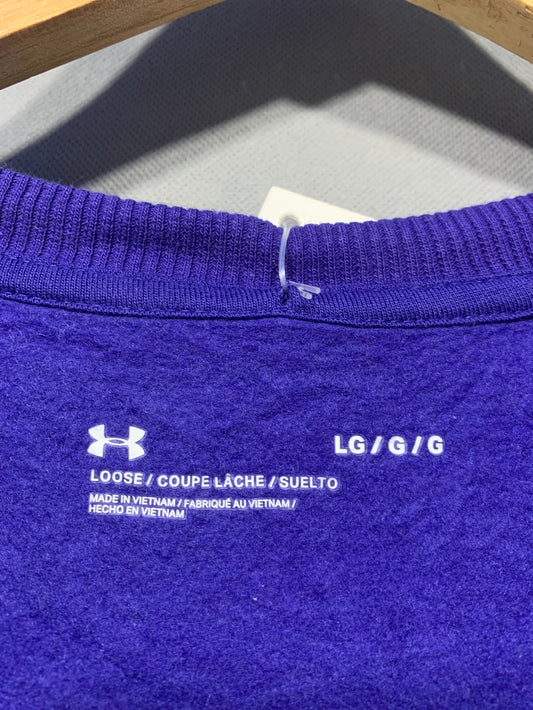 LG / G / G
LOOSE / COUPE LÂCHE / SUELTO
MADE IN VIETNAM / FABRIQUÉ AU VIETNAM /
HECHO EN VIETNAM